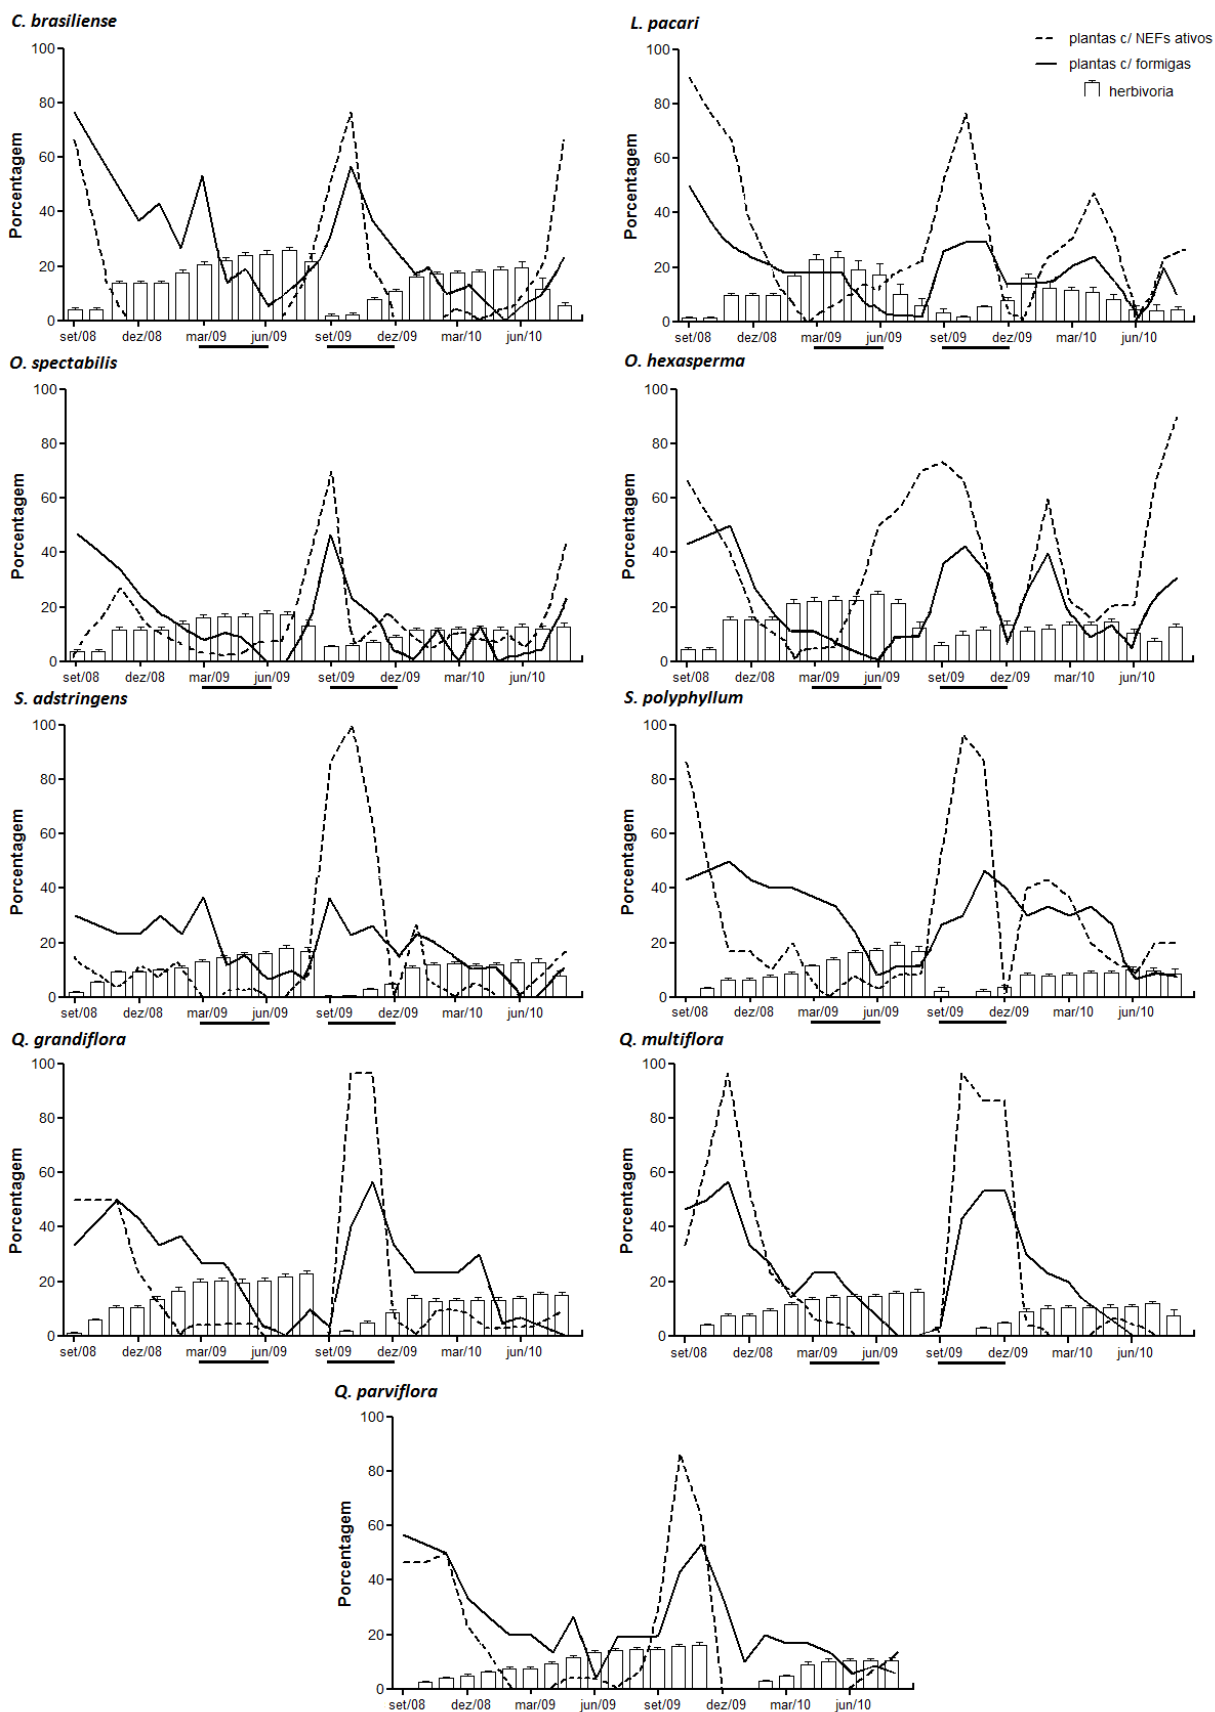 C. brasiliense
100
80
60
40
20
0
Porcentagem
set/08 dez/08 mar/09 jun/09 set/09 dez/09 mar/10 jun/10
L. pacari
plantas c/ NEFs ativos
plantas c/ formigas
herbivoria
100
80
60
40
20
0
Porcentagem
set/08 dez/08 mar/09 jun/09 set/09 dez/09 mar/10 jun/10
O. spectabilis
100
80
60
40
20
0
Porcentagem
set/08 dez/08 mar/09 jun/09 set/09 dez/09 mar/10 jun/10
O. hexasperma
100
80
60
40
20
0
Porcentagem
set/08 dez/08 mar/09 jun/09 set/09 dez/09 mar/10 jun/10
S. adstringens
100
80
60
40
20
0
Porcentagem
set/08 dez/08 mar/09 jun/09 set/09 dez/09 mar/10 jun/10
S. polyphyllum
100
80
60
40
20
0
Porcentagem
set/08 dez/08 mar/09 jun/09 set/09 dez/09 mar/10 jun/10
Q. grandiflora
100
80
60
40
20
0
Porcentagem
set/08 dez/08 mar/09 jun/09 set/09 dez/09 mar/10 jun/10
Q. multiflora
100
80
60
40
20
0
Porcentagem
set/08 dez/08 mar/09 jun/09 set/09 dez/09 mar/10 jun/10
Q. parviflora
100
80
60
40
20
0
Porcentagem
set/08 dez/08 mar/09 jun/09 set/09 dez/09 mar/10 jun/10